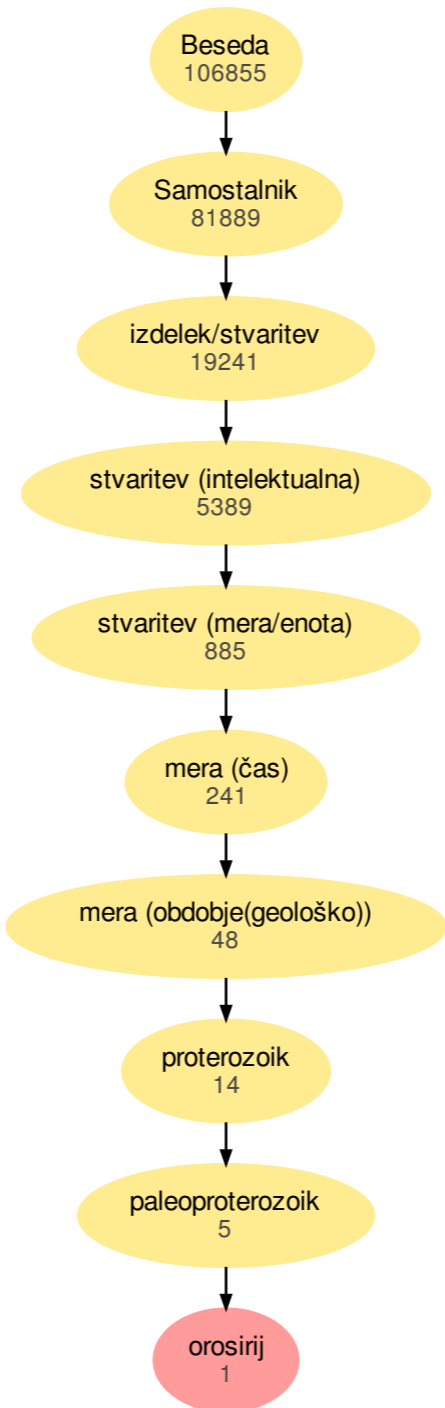 Beseda
106855
Samostalnik
81889
izdelek/stvaritev
19241
stvaritev (intelektualna)
5389
stvaritev (mera/enota)
885
mera (čas)
241
mera (obdobje(geološko))
48
proterozoik
14
paleoproterozoik
5
orosirij
1